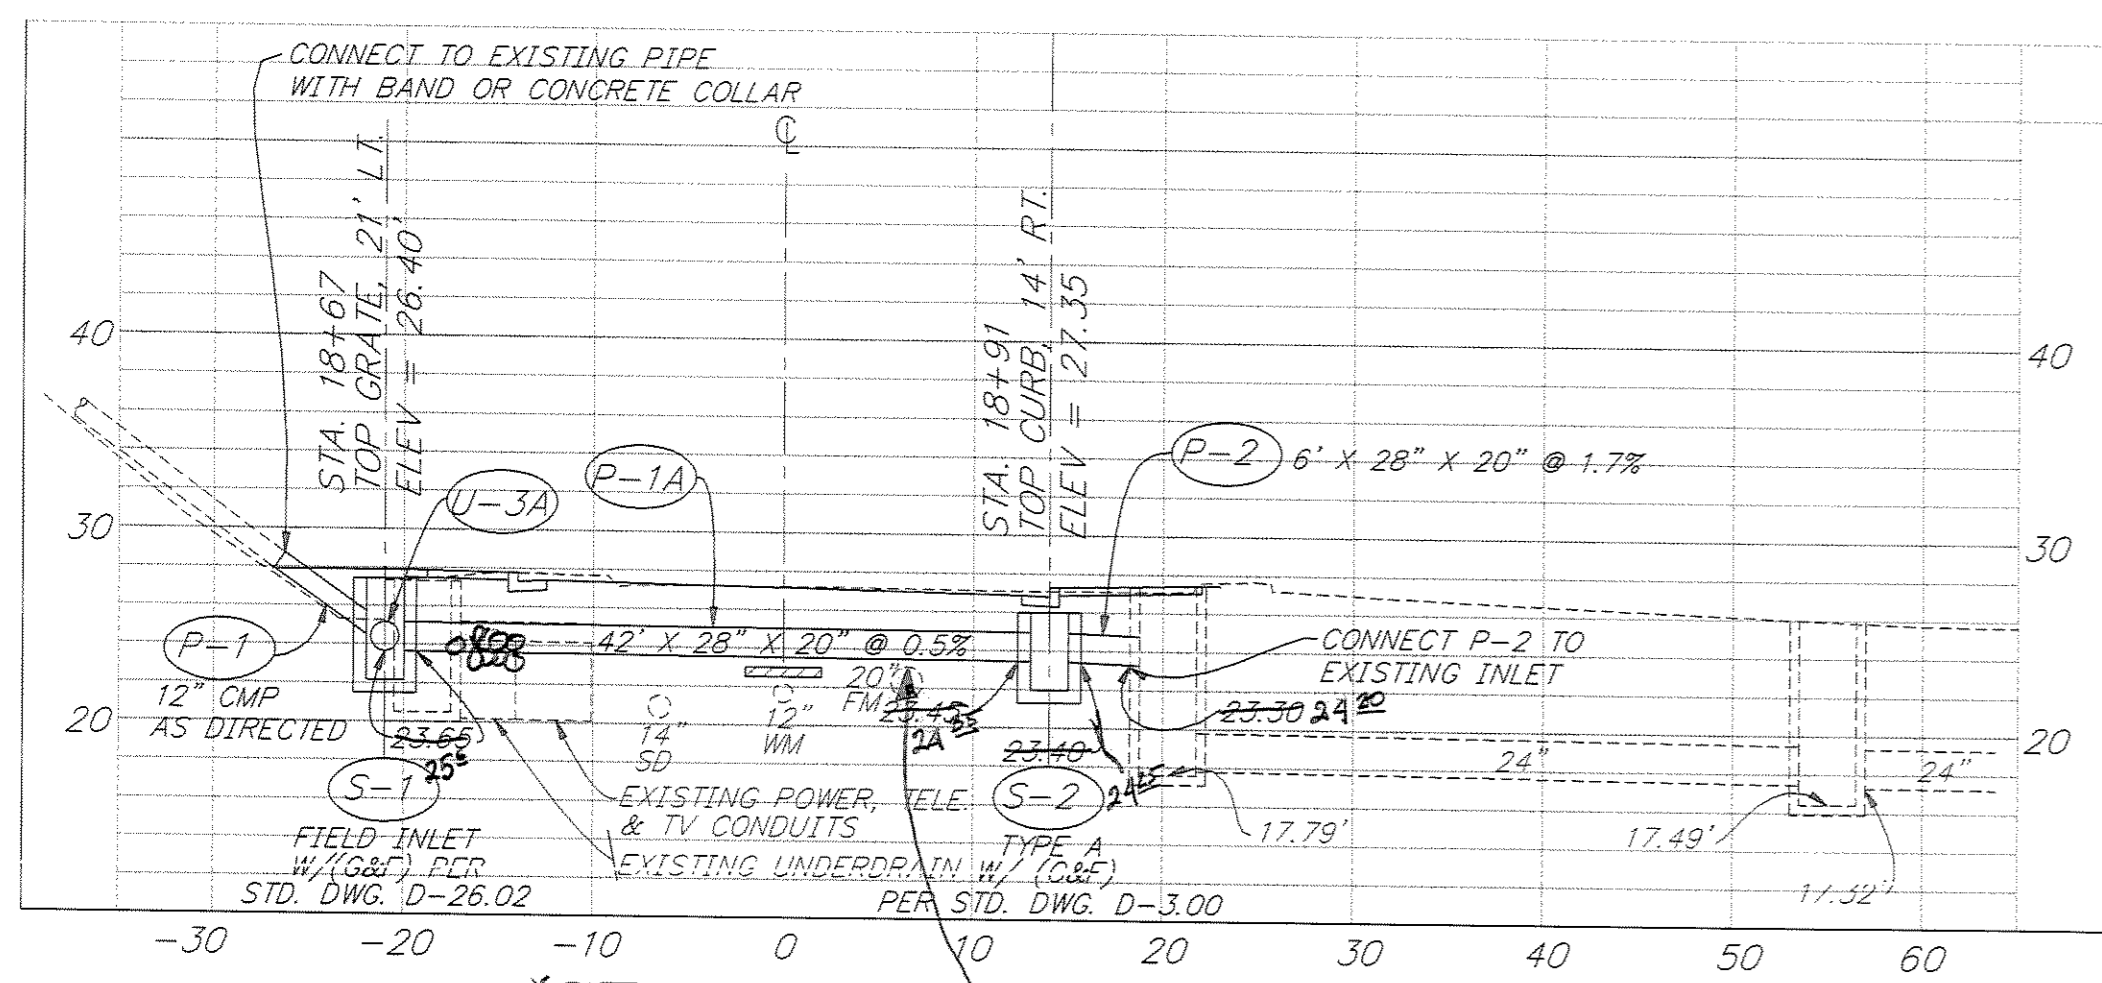 CONNECT TO EXISTING PIPE
WITH BAND OR CONCRETE COLLAR
STA. 18+67
TOP GRATE, 21' LT.
ELEV = 26.40'
STA. 18+91
TOP CURB, 14' RT.
ELEV = 27.35
40
40
P-2
6' X 28" X 20" @ 1.7%
P-1A
U-3A
30
30
P-1
12" CMP
AS DIRECTED
42' X 28" X 20" @ 0.5%
CONNECT P-2 TO
EXISTING INLET
20"
FM
12"
WM
14"
SD
20
20
23.65
23.45
24 55
23.40
24 25
23.30 24 20
24"
24"
S-1
S-2
FIELD INLET
W/(G&F) PER
STD. DWG. D-26.02
EXISTING POWER, TELE.
& TV CONDUITS
EXISTING UNDERDRAIN
TYPE A
W/ (G&F)
PER STD. DWG. D-3.00
17.79'
17.49'
-30
-20
-10
0
10
20
30
40
50
60